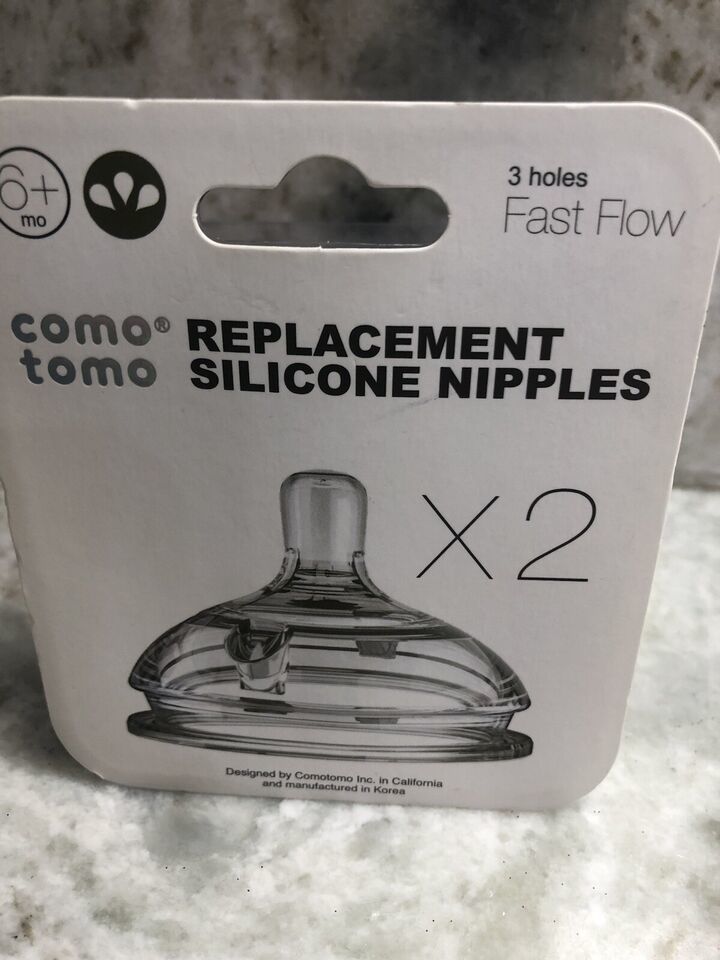 6+
mo
3 holes
Fast Flow
como®
tomo
REPLACEMENT
SILICONE NIPPLES
X2
Designed by Comotomo Inc. in California
and manufactured in Korea